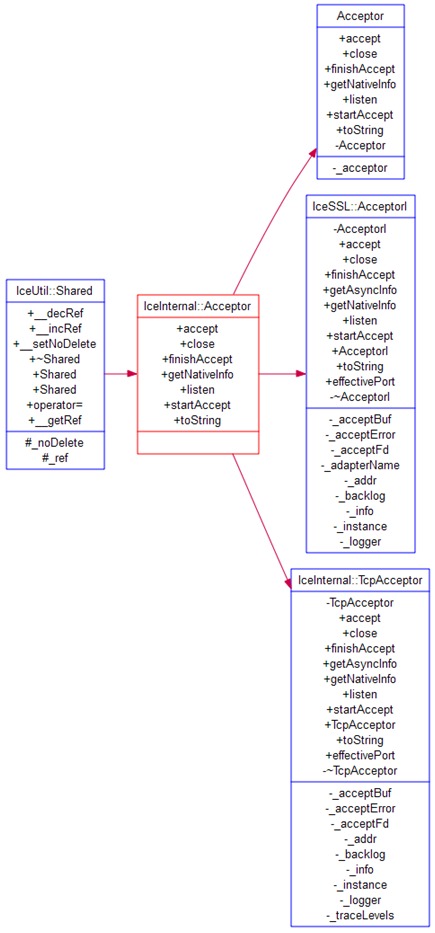 Acceptor
+accept
+close
+finishAccept
+getNativeInfo
+listen
+startAccept
+toString
-Acceptor
-_acceptor
IceSSL::AcceptorI
-AcceptorI
+accept
+close
+finishAccept
+getAsyncInfo
+getNativeInfo
+listen
+startAccept
+AcceptorI
+toString
+effectivePort
-~AcceptorI
-_acceptBuf
-_acceptError
-_acceptFd
-_adapterName
-_addr
-_backlog
-_info
-_instance
-_logger
IceUtil::Shared
+__decRef
+__incRef
+__setNoDelete
+~Shared
+Shared
+Shared
+operator=
+__getRef
#_noDelete
#_ref
IceInternal::Acceptor
+accept
+close
+finishAccept
+getNativeInfo
+listen
+startAccept
+toString
IceInternal::TcpAcceptor
-TcpAcceptor
+accept
+close
+finishAccept
+getAsyncInfo
+getNativeInfo
+listen
+startAccept
+TcpAcceptor
+toString
+effectivePort
-~TcpAcceptor
-_acceptBuf
-_acceptError
-_acceptFd
-_addr
-_backlog
-_info
-_instance
-_logger
-_traceLevels